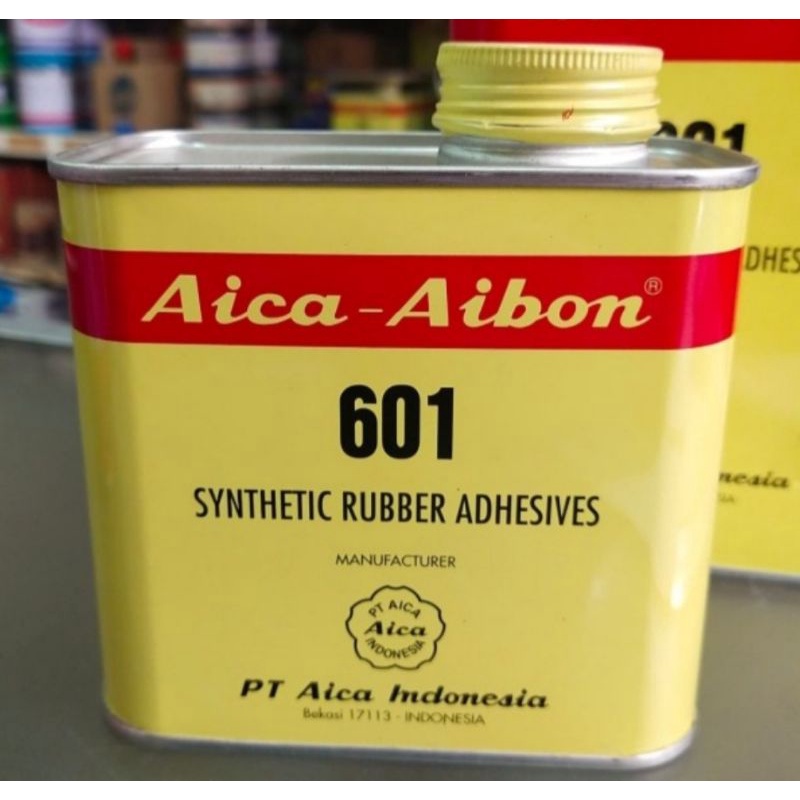 Aica-Aibon®
601
SYNTHETIC RUBBER ADHESIVES
MANUFACTURER
PT AICA
Aica
INDONESIA
PT Aica Indonesia
Bekasi 17113 - INDONESIA